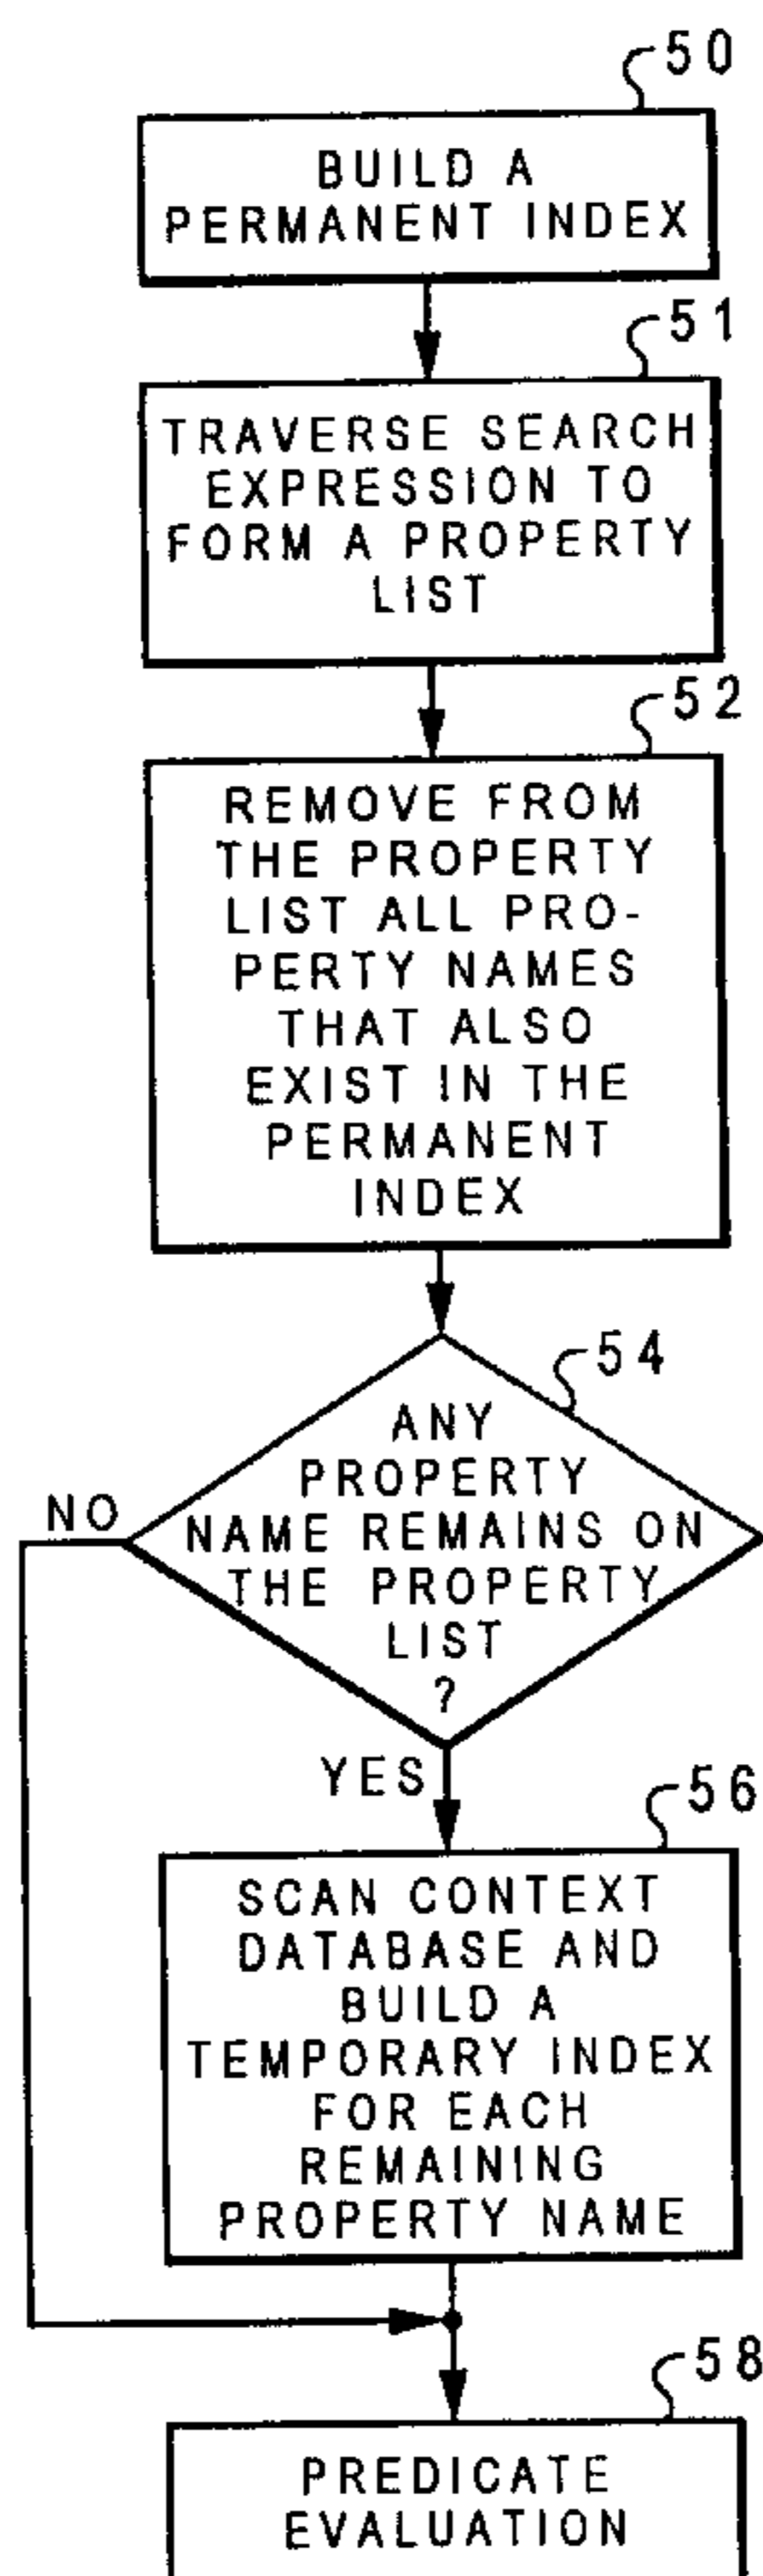 50
BUILD A
PERMANENT INDEX
51
TRAVERSE SEARCH
EXPRESSION TO
FORM A PROPERTY
LIST
52
REMOVE FROM
THE PROPERTY
LIST ALL PRO-
PERTY NAMES
THAT ALSO
EXIST IN THE
PERMANENT
INDEX
54
ANY
PROPERTY
NAME REMAINS ON
THE PROPERTY
LIST
?
NO
YES
56
SCAN CONTEXT
DATABASE AND
BUILD A
TEMPORARY INDEX
FOR EACH
REMAINING
PROPERTY NAME
58
PREDICATE
EVALUATION